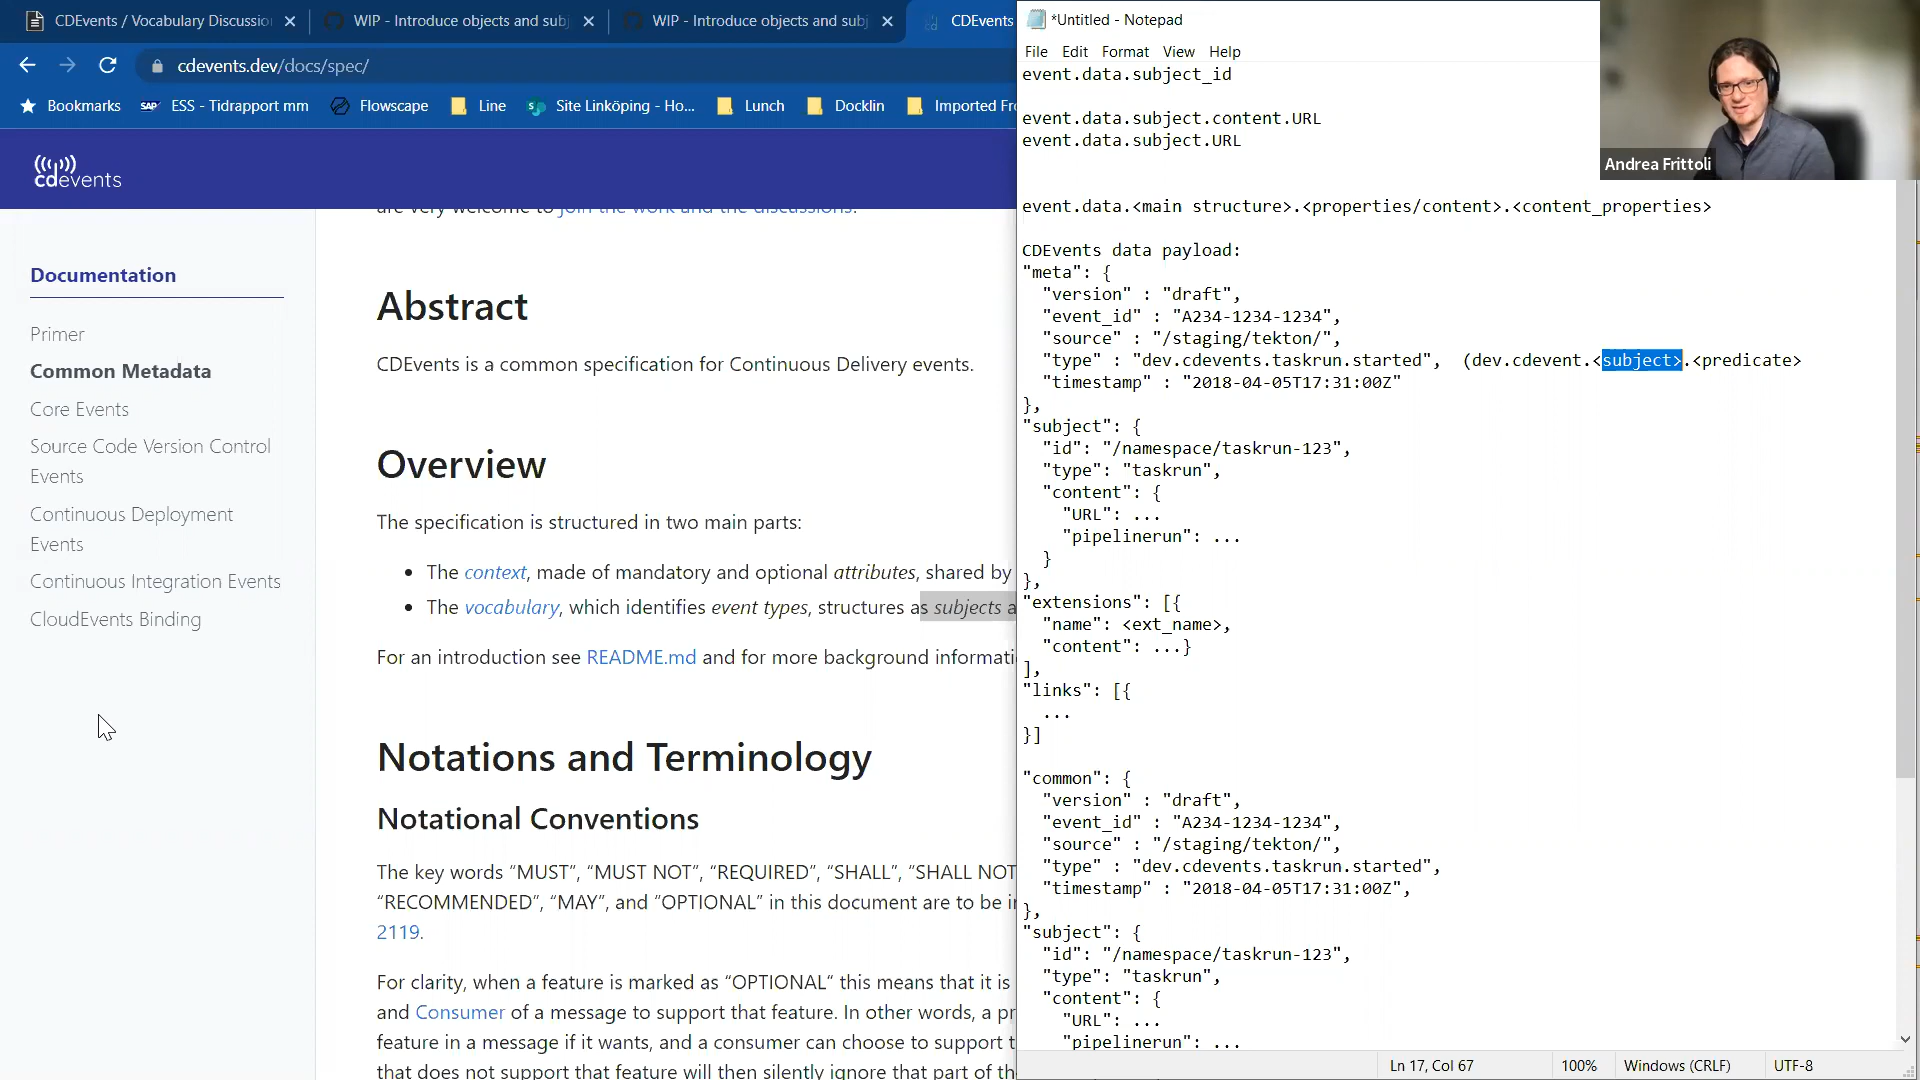 CDEvents / Vocabulary Discussio
WIP - Introduce objects and subj
WIP - Introduce objects and subj
CDEvents
cdevents.dev/docs/spec/
Bookmarks
ESS - Tidrapport mm
Flowscape
Line
Site Linköping - Ho...
Lunch
Docklin
Imported Fr
cdevents
Documentation
Primer
Common Metadata
Core Events
Source Code Version Control
Events
Continuous Deployment
Events
Continuous Integration Events
CloudEvents Binding
are very welcome to join the work and the discussions.
Abstract
CDEvents is a common specification for Continuous Delivery events.
Overview
The specification is structured in two main parts:
• The context, made of mandatory and optional attributes, shared by
• The vocabulary, which identifies event types, structures as subjects a
For an introduction see README.md and for more background informati
Notations and Terminology
Notational Conventions
The key words “MUST”, “MUST NOT”, “REQUIRED”, “SHALL”, “SHALL NOT
“RECOMMENDED”, “MAY”, and “OPTIONAL” in this document are to be in
2119.
For clarity, when a feature is marked as “OPTIONAL“ this means that it is
and Consumer of a message to support that feature. In other words, a pr
feature in a message if it wants, and a consumer can choose to support t
that does not support that feature will then silently ignore that part of th
*Untitled - Notepad
File Edit Format View Help
event.data.subject_id
event.data.subject.content.URL
event.data.subject.URL
event.data.<main structure>.<properties/content>.<content_properties>
CDEvents data payload:
"meta": {
"version" : "draft",
"event_id" : "A234-1234-1234",
"source" : "/staging/tekton/",
"type" : "dev.cdevents.taskrun.started", (dev.cdevent.<subject>.<predicate>
"timestamp" : "2018-04-05T17:31:00Z"
},
"subject": {
"id": "/namespace/taskrun-123",
"type": "taskrun",
"content": {
"URL": ...
"pipelinerun": ...
}
},
"extensions": [{
"name": <ext_name>,
"content": ...}
],
"links": [{
...
}]
"common": {
"version" : "draft",
"event_id" : "A234-1234-1234",
"source" : "/staging/tekton/",
"type" : "dev.cdevents.taskrun.started",
"timestamp" : "2018-04-05T17:31:00Z",
},
"subject": {
"id": "/namespace/taskrun-123",
"type": "taskrun",
"content": {
"URL": ...
"pipelinerun": ...
Ln 17, Col 67
100%
Windows (CRLF)
UTF-8
Andrea Frittoli